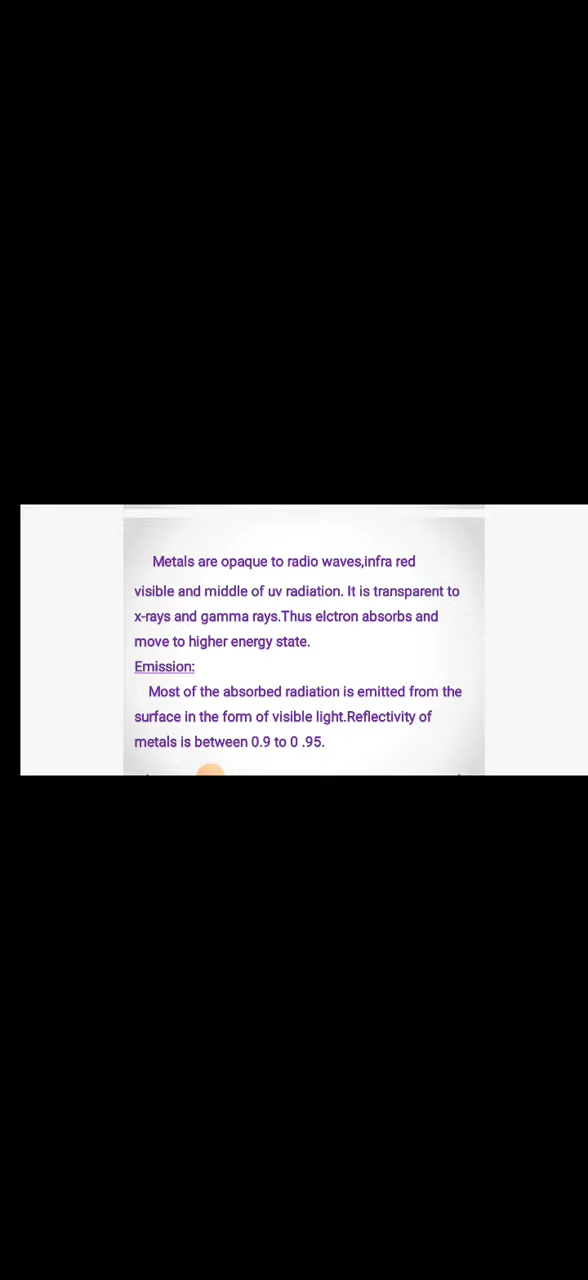 Metals are opaque to radio waves,infra red
visible and middle of uv radiation. It is transparent to
x-rays and gamma rays.Thus elctron absorbs and
move to higher energy state.
Emission:
Most of the absorbed radiation is emitted from the
surface in the form of visible light.Reflectivity of
metals is between 0.9 to 0 .95.